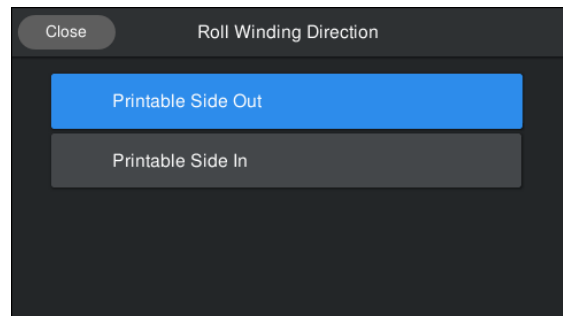 Close
Roll Winding Direction
Printable Side Out
Printable Side In